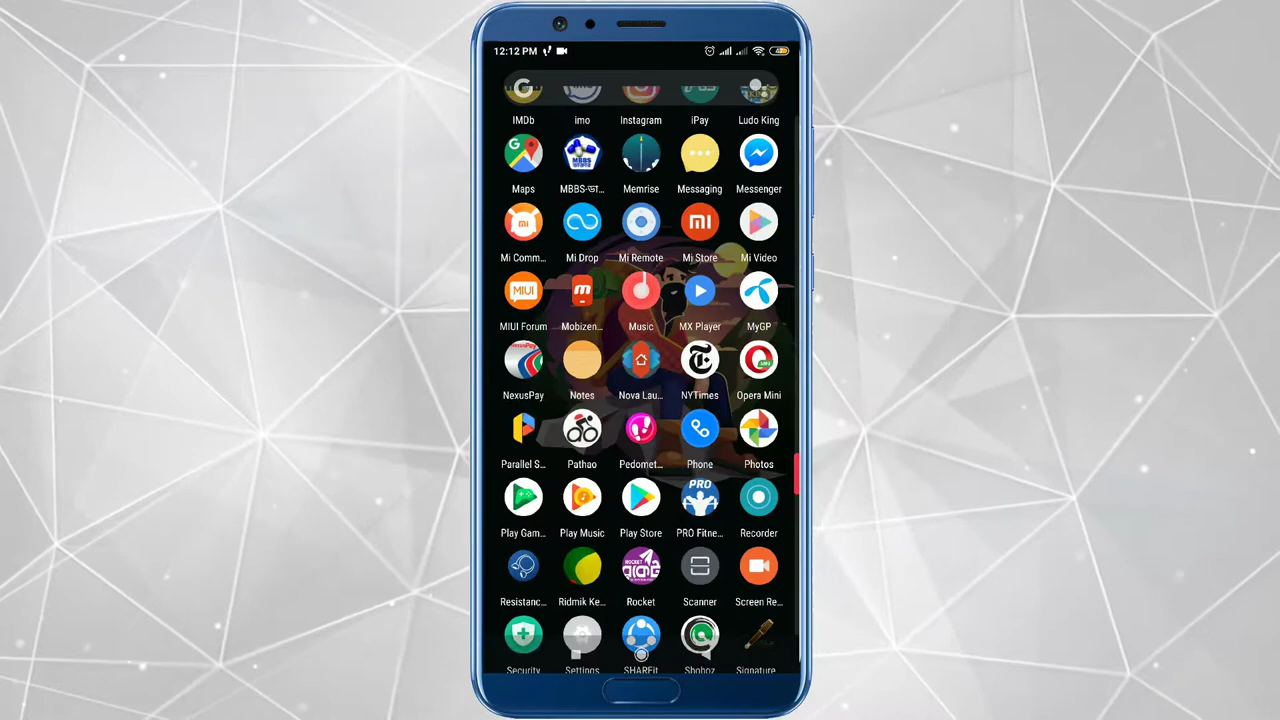 12:12 PM
IMDb imo Instagram iPay Ludo King
Maps MBBS-ডা... Memrise Messaging Messenger
Mi Comm... Mi Drop Mi Remote Mi Store Mi Video
MIUI Forum Mobizen... Music MX Player MyGP
NexusPay Notes Nova Lau... NYTimes Opera Mini
Parallel S... Pathao Pedomet... Phone Photos
PRO
Play Gam... Play Music Play Store PRO Fitne... Recorder
Resistanc... Ridmik Ke... Rocket Scanner Screen Re...
Security Settings SHAREit Shohoz Signature